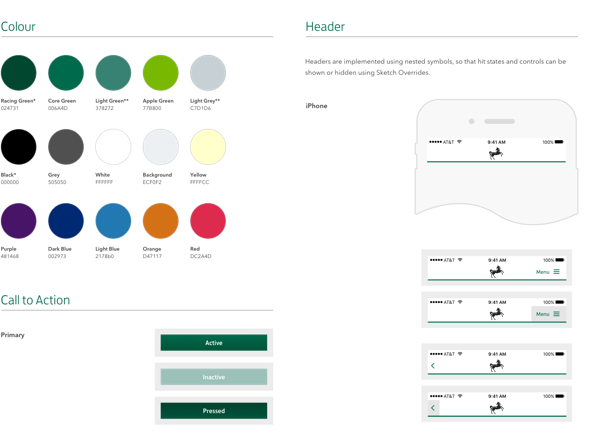 Colour
Racing Green* Core Green Light Green** Apple Green Light Grey**
024731 006A4D 378272 77B800 C7D1D6
Black* Grey White Background Yellow
000000 505050 FFFFFF ECF0F2 FFFFCC
Purple Dark Blue Light Blue Orange Red
481468 002973 2178b0 D47117 DC2A4D
Call to Action
Primary
Active
Inactive
Pressed
Header
Headers are implemented using nested symbols, so that hit states and controls can be
shown or hidden using Sketch Overrides.
iPhone
AT&T 9:41 AM 100%
AT&T 9:41 AM 100%
Menu
AT&T 9:41 AM 100%
Menu
AT&T 9:41 AM 100%
AT&T 9:41 AM 100%